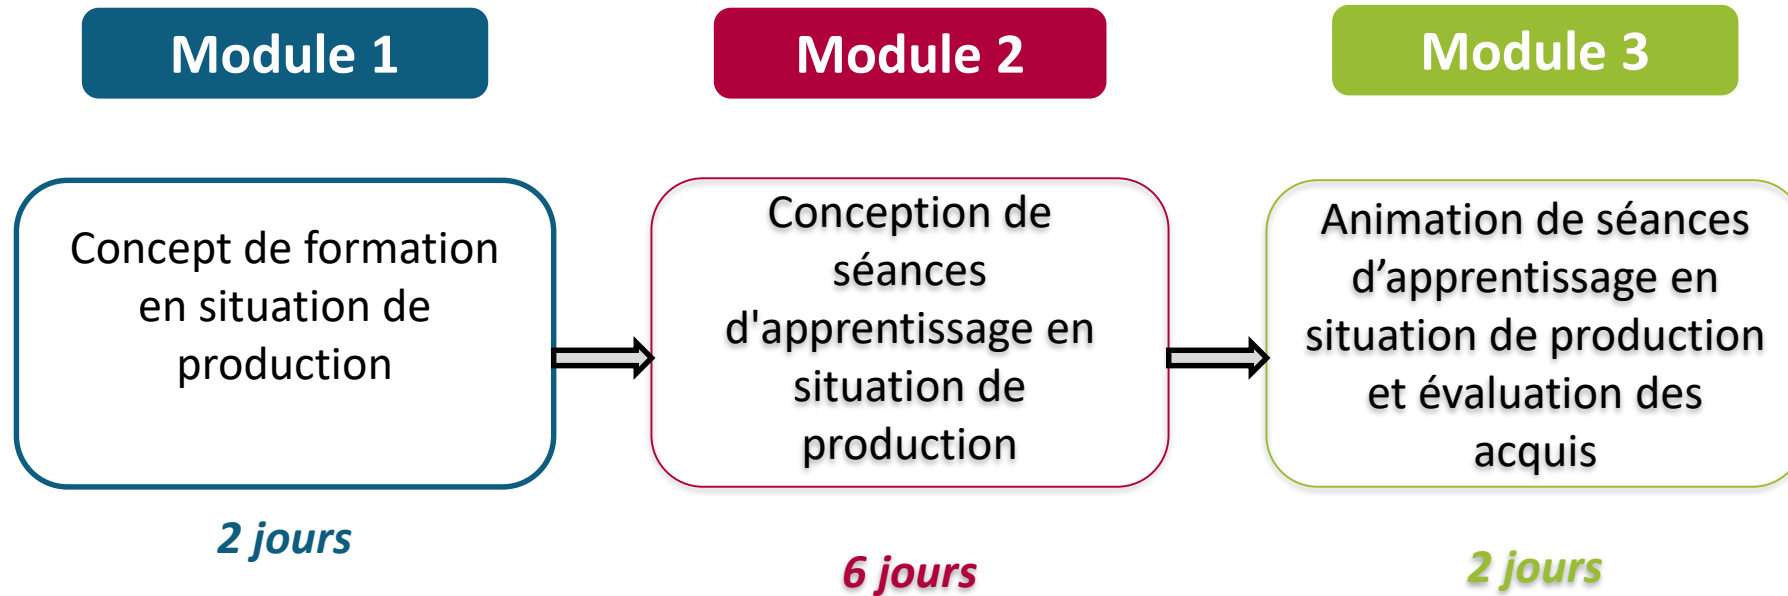 Module 1
Module 2
Module 3
Concept de formation
en situation de
production
Conception de
séances
d'apprentissage en
situation de
production
Animation de séances
d’apprentissage en
situation de production
et évaluation des
acquis
2 jours
6 jours
2 jours